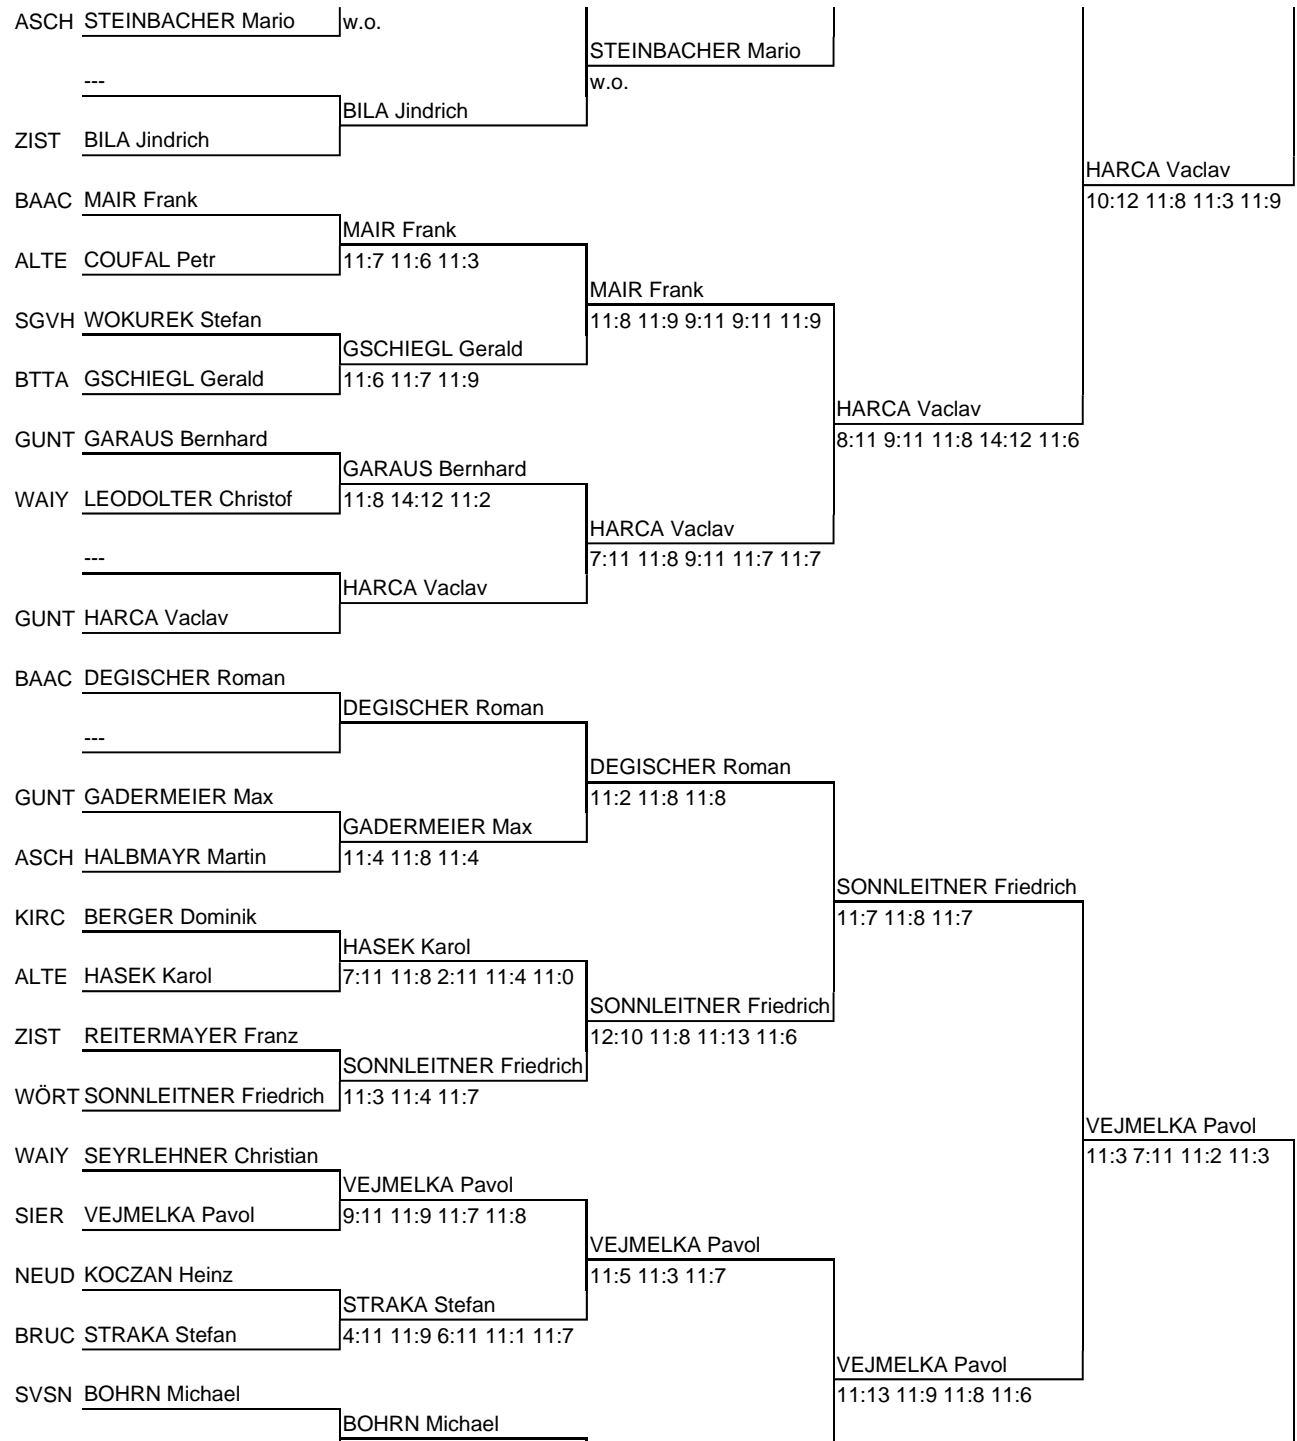 ASCH STEINBACHER Mario w.o.
STEINBACHER Mario
--- w.o.
BILA Jindrich
ZIST BILA Jindrich
HARCA Vaclav
BAAC MAIR Frank 10:12 11:8 11:3 11:9
MAIR Frank
ALTE COUFAL Petr 11:7 11:6 11:3
MAIR Frank
SGVH WOKUREK Stefan 11:8 11:9 9:11 9:11 11:9
GSCHIEGL Gerald
BTTA GSCHIEGL Gerald 11:6 11:7 11:9
HARCA Vaclav
GUNT GARAUS Bernhard 8:11 9:11 11:8 14:12 11:6
GARAUS Bernhard
WAIY LEODOLTER Christof 11:8 14:12 11:2
HARCA Vaclav
--- 7:11 11:8 9:11 11:7 11:7
HARCA Vaclav
GUNT HARCA Vaclav
BAAC DEGISCHER Roman
DEGISCHER Roman
---
DEGISCHER Roman
GUNT GADERMEIER Max 11:2 11:8 11:8
GADERMEIER Max
ASCH HALBMAYR Martin 11:4 11:8 11:4
SONNLEITNER Friedrich
KIRC BERGER Dominik 11:7 11:8 11:7
HASEK Karol
ALTE HASEK Karol 7:11 11:8 2:11 11:4 11:0
SONNLEITNER Friedrich
ZIST REITERMAYER Franz 12:10 11:8 11:13 11:6
SONNLEITNER Friedrich
WÖRT SONNLEITNER Friedrich 11:3 11:4 11:7
VEJMELKA Pavol
WAIY SEYRLEHNER Christian 11:3 7:11 11:2 11:3
VEJMELKA Pavol
SIER VEJMELKA Pavol 9:11 11:9 11:7 11:8
VEJMELKA Pavol
NEUD KOCZAN Heinz 11:5 11:3 11:7
STRAKA Stefan
BRUC STRAKA Stefan 4:11 11:9 6:11 11:1 11:7
VEJMELKA Pavol
SVSN BOHRN Michael 11:13 11:9 11:8 11:6
BOHRN Michael